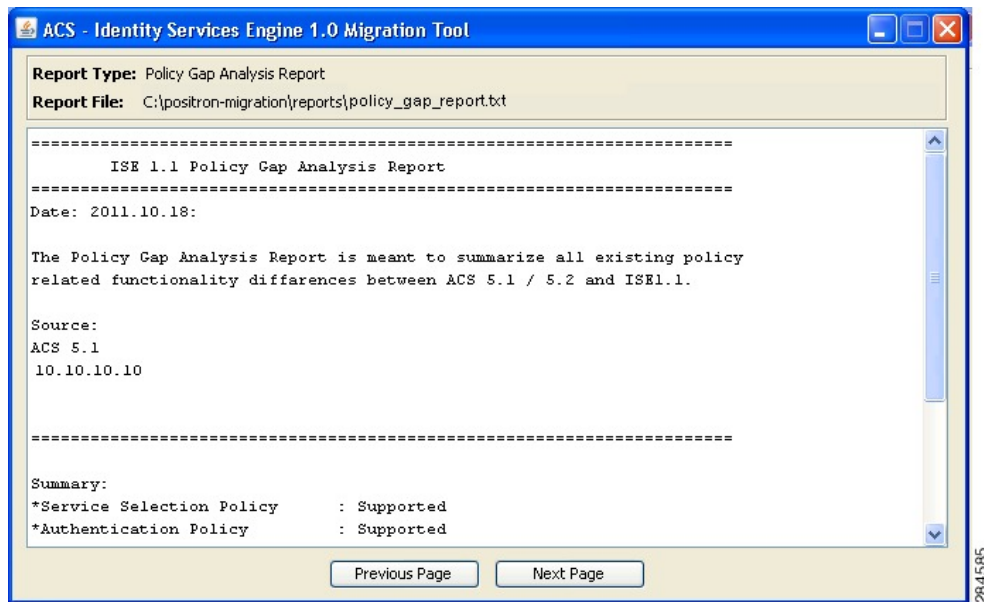 ACS - Identity Services Engine 1.0 Migration Tool
Report Type: Policy Gap Analysis Report
Report File: C:\positron-migration\reports\policy_gap_report.txt
========================================================================
ISE 1.1 Policy Gap Analysis Report
========================================================================
Date: 2011.10.18:
The Policy Gap Analysis Report is meant to summarize all existing policy
related functionality differances between ACS 5.1 / 5.2 and ISE1.1.
Source:
ACS 5.1
10.10.10.10
========================================================================
Summary:
*Service Selection Policy : Supported
*Authentication Policy : Supported
Previous Page Next Page
284585